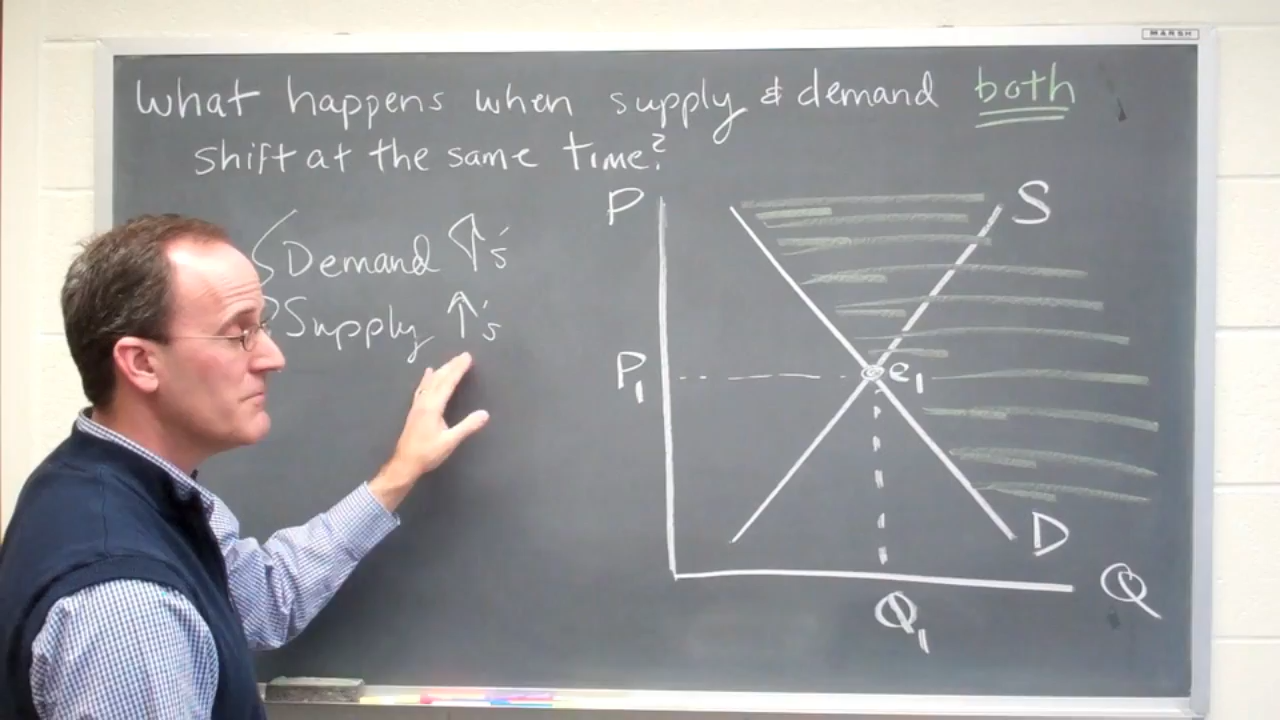 MARSH
What happens when supply & demand both
shift at the same time?
Demand ↑'s
Supply ↑'s
P
S
P1
e1
D
Q
Q1